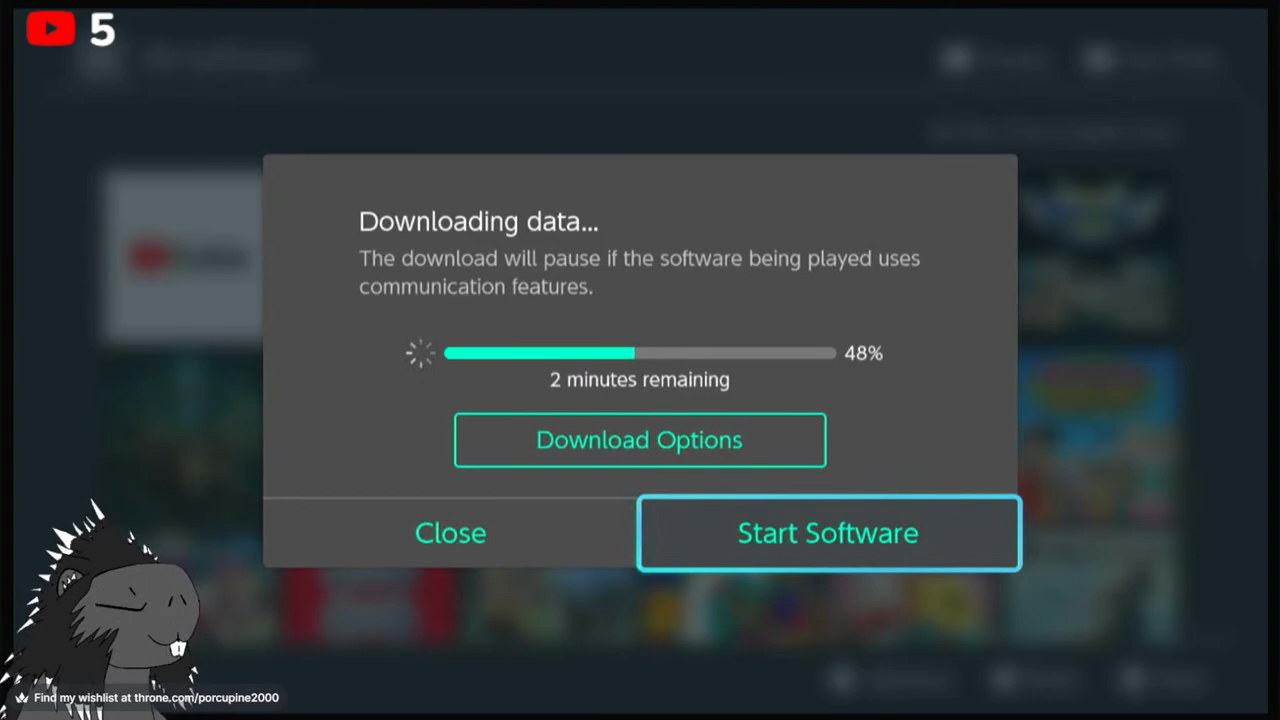 5
Downloading data...
The download will pause if the software being played uses
communication features.
48%
2 minutes remaining
Download Options
Close
Start Software
Find my wishlist at throne.com/porcupine2000